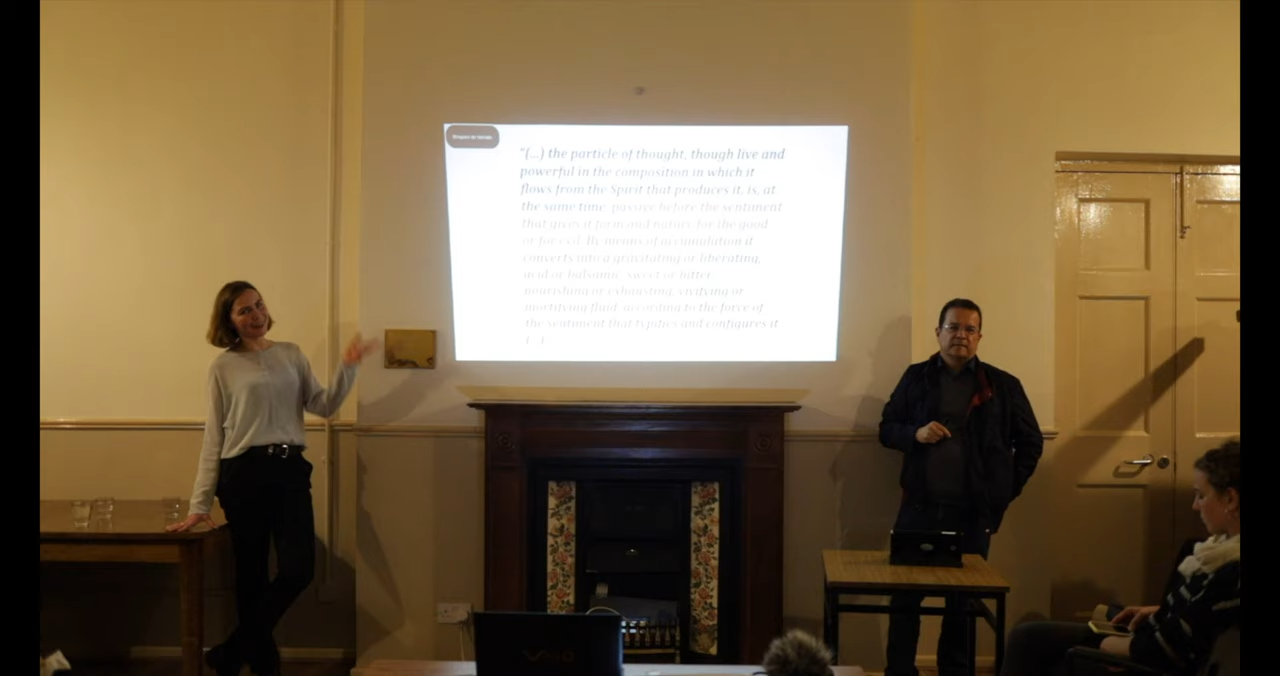 "(...) the particle of thought, though live and
powerful in the composition in which it
flows from the Spirit that produces it, is, at
the same time, passive before the sentiment
that gives it form and nature for the good
or for evil. By means of accumulation it
converts into a gravitating or liberating,
acid or balsamic, sweet or bitter,
nourishing or exhausting, vivifying or
mortifying fluid, according to the force of
the sentiment that typifies and configures it
(...)
VAIO